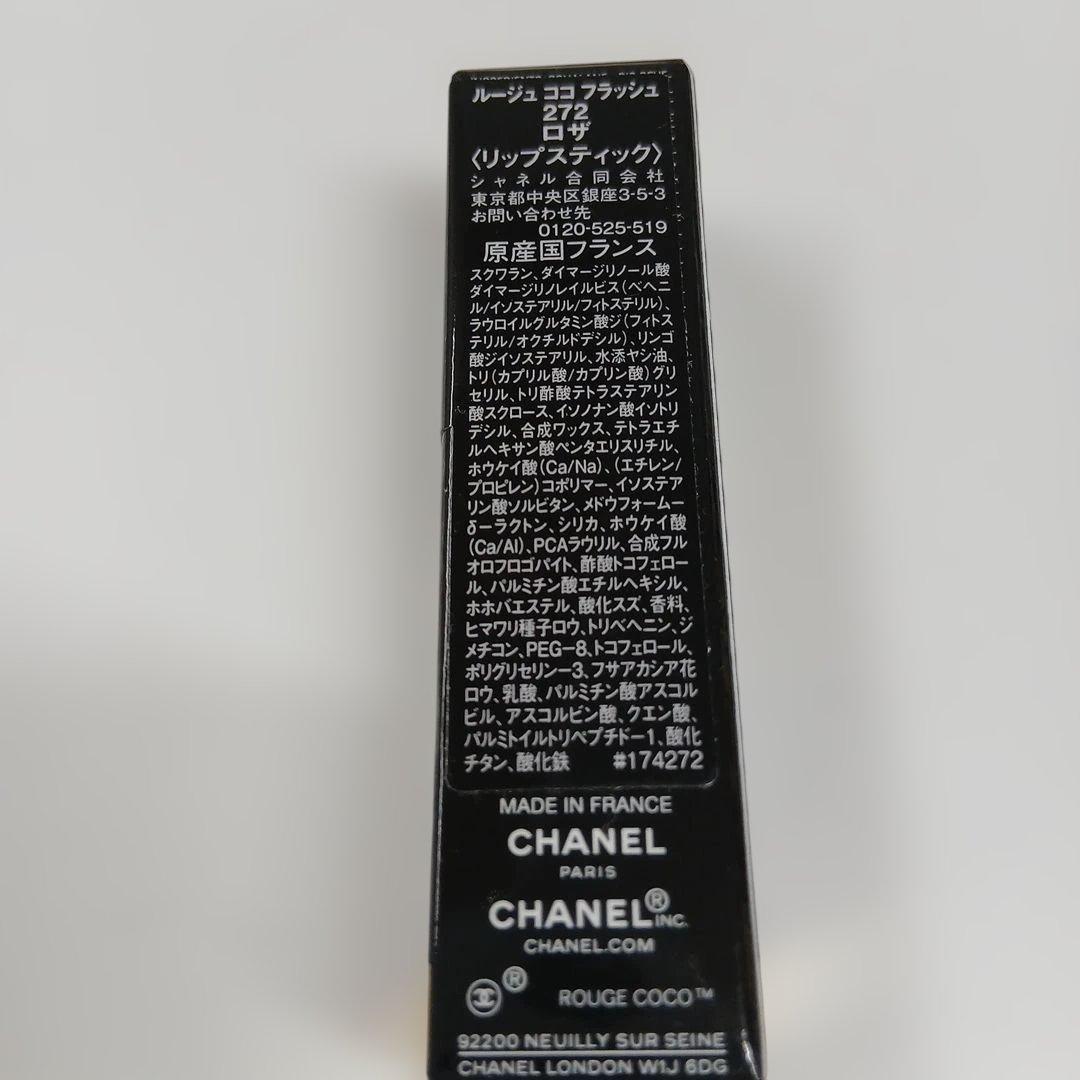 ルージュ ココ フラッシュ
272
ロザ
〈リップスティック〉
シャネル合同会社
東京都中央区銀座3-5-3
お問い合わせ先
0120-525-519
原産国フランス
スクワラン、ダイマージリノール酸
ダイマージリノレイルビス(ベヘニ
ル/イソステアリル/フィトステリル)、
ラウロイルグルタミン酸ジ(フィトス
テリル/オクチルドデシル)、リンゴ
酸ジイソステアリル、水添ヤシ油、
トリ(カプリル酸/カプリン酸)グリ
セリル、トリ酢酸テトラステアリン
酸スクロース、イソノナン酸イソトリ
デシル、合成ワックス、テトラエチ
ルヘキサン酸ペンタエリスリチル、
ホウケイ酸(Ca/Na)、(エチレン/
プロピレン)コポリマー、イソステア
リン酸ソルビタン、メドウフォーム−
δ−ラクトン、シリカ、ホウケイ酸
(Ca/Al)、PCAラウリル、合成フル
オロフロゴパイト、酢酸トコフェロー
ル、パルミチン酸エチルヘキシル、
ホホバエステル、酸化スズ、香料、
ヒマワリ種子ロウ、トリベヘニン、ジ
メチコン、PEG−8、トコフェロール、
ポリグリセリン−3、フサアカシア花
ロウ、乳酸、パルミチン酸アスコル
ビル、アスコルビン酸、クエン酸、
パルミトイルトリペプチド−1、酸化
チタン、酸化鉄 #174272
MADE IN FRANCE
CHANEL
PARIS
CHANEL® INC.
CHANEL.COM
® ROUGE COCO™
92200 NEUILLY SUR SEINE
CHANEL LONDON W1J 6DG